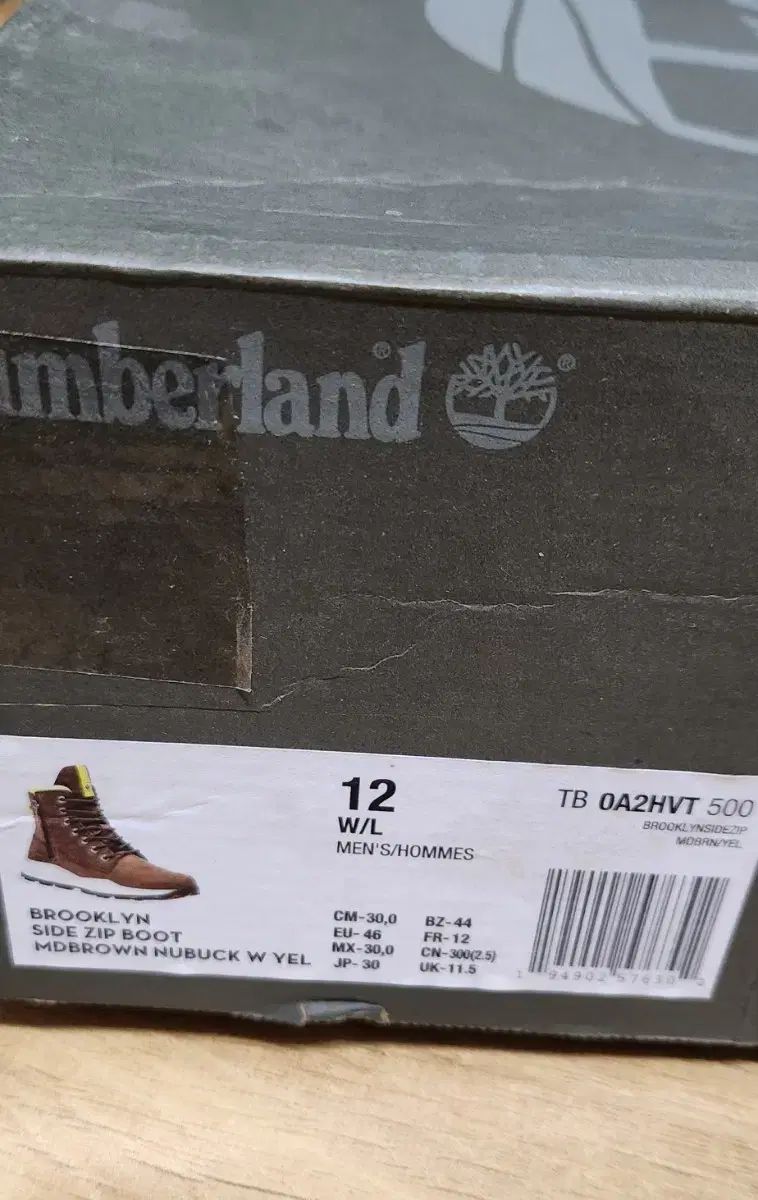 imberland®
®
12
W/L
MEN'S/HOMMES
TB 0A2HVT 500
BROOKLYNSIDEZIP
MDBRN/YEL
BROOKLYN
SIDE ZIP BOOT
MDBROWN NUBUCK W YEL
CM-30,0 BZ-44
EU-46 FR-12
MX-30,0 CN-300(2.5)
JP-30 UK-11.5